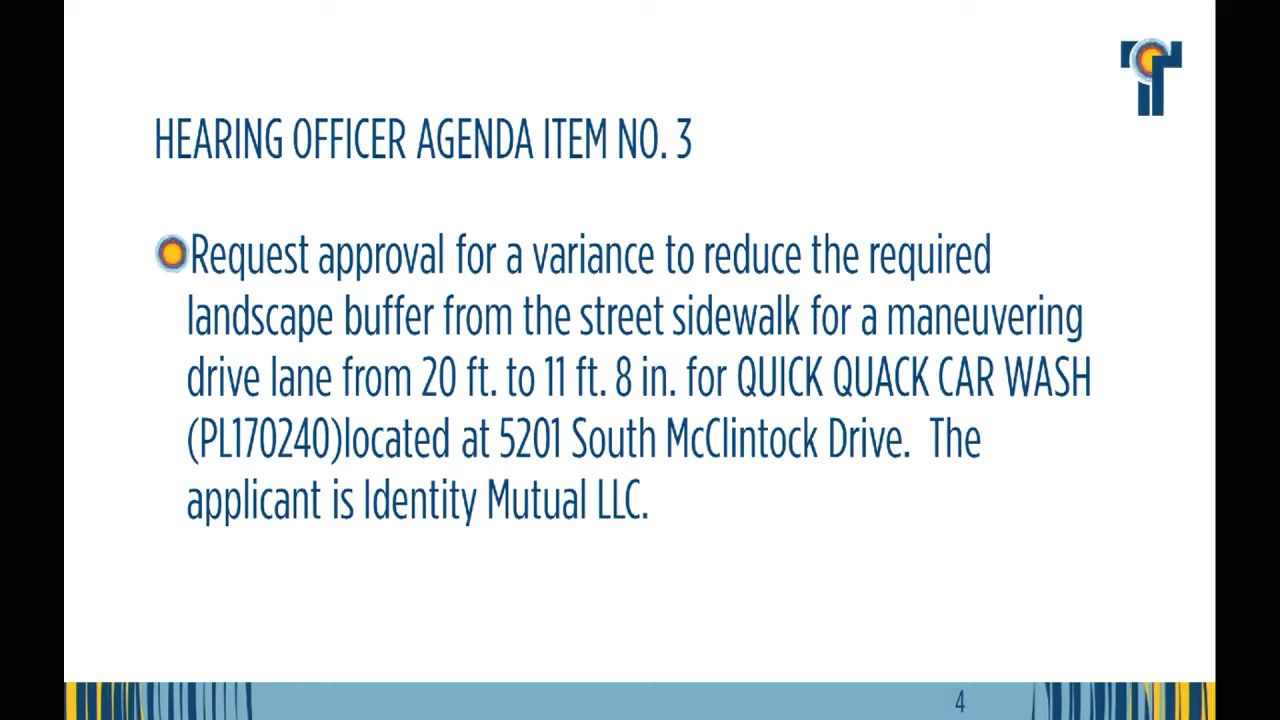 HEARING OFFICER AGENDA ITEM NO. 3
Request approval for a variance to reduce the required
landscape buffer from the street sidewalk for a maneuvering
drive lane from 20 ft. to 11 ft. 8 in. for QUICK QUACK CAR WASH
(PL170240)located at 5201 South McClintock Drive.  The
applicant is Identity Mutual LLC.
4